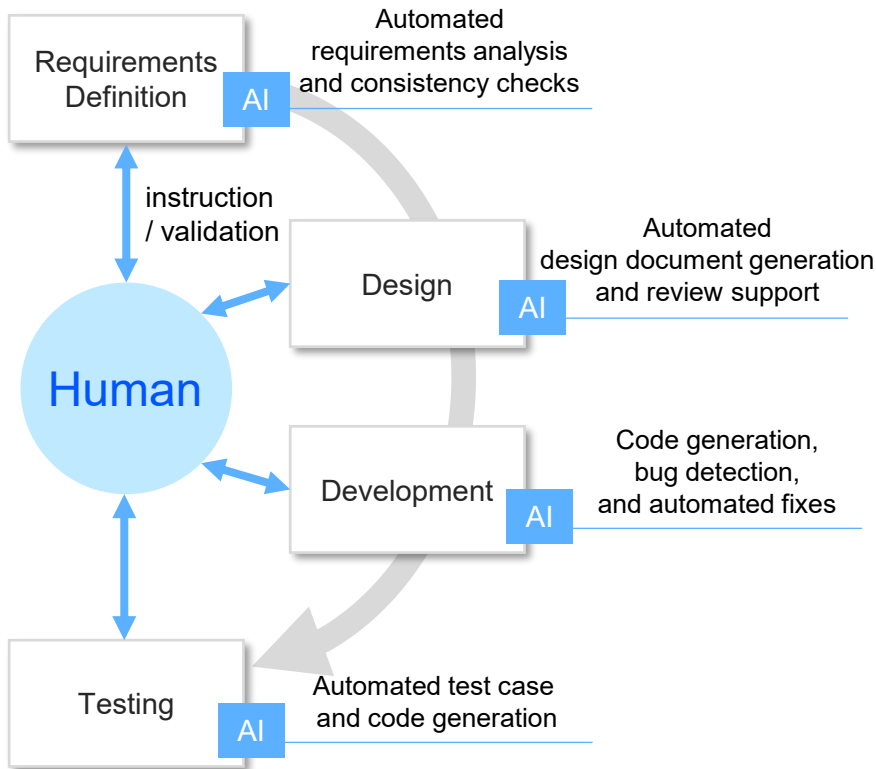 Requirements
Definition
AI
Automated
requirements analysis
and consistency checks
instruction
/ validation
Design
AI
Automated
design document generation
and review support
Human
Development
AI
Code generation,
bug detection,
and automated fixes
Testing
AI
Automated test case
and code generation